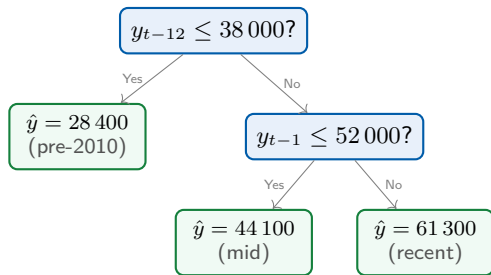 y_{t−12} ≤ 38 000?
Yes
No
ŷ = 28 400
(pre-2010)
y_{t−1} ≤ 52 000?
Yes
No
ŷ = 44 100
(mid)
ŷ = 61 300
(recent)